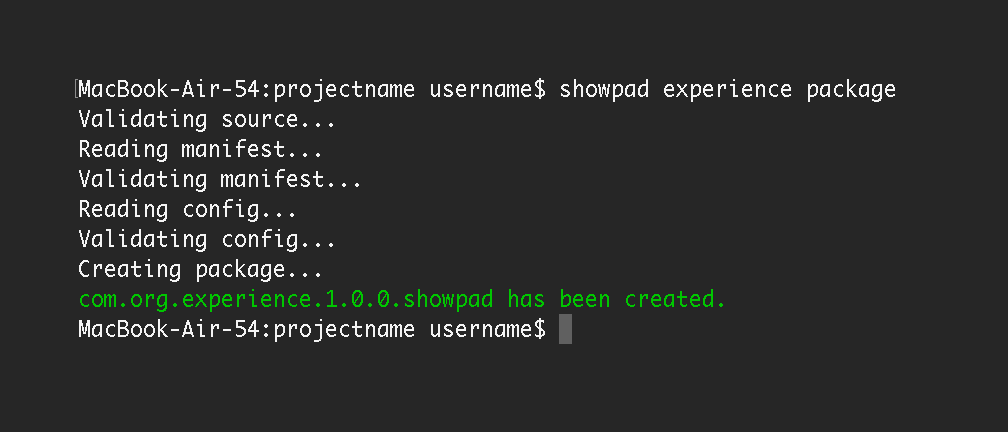 MacBook-Air-54:projectname username$ showpad experience package
Validating source...
Reading manifest...
Validating manifest...
Reading config...
Validating config...
Creating package...
com.org.experience.1.0.0.showpad has been created.
MacBook-Air-54:projectname username$